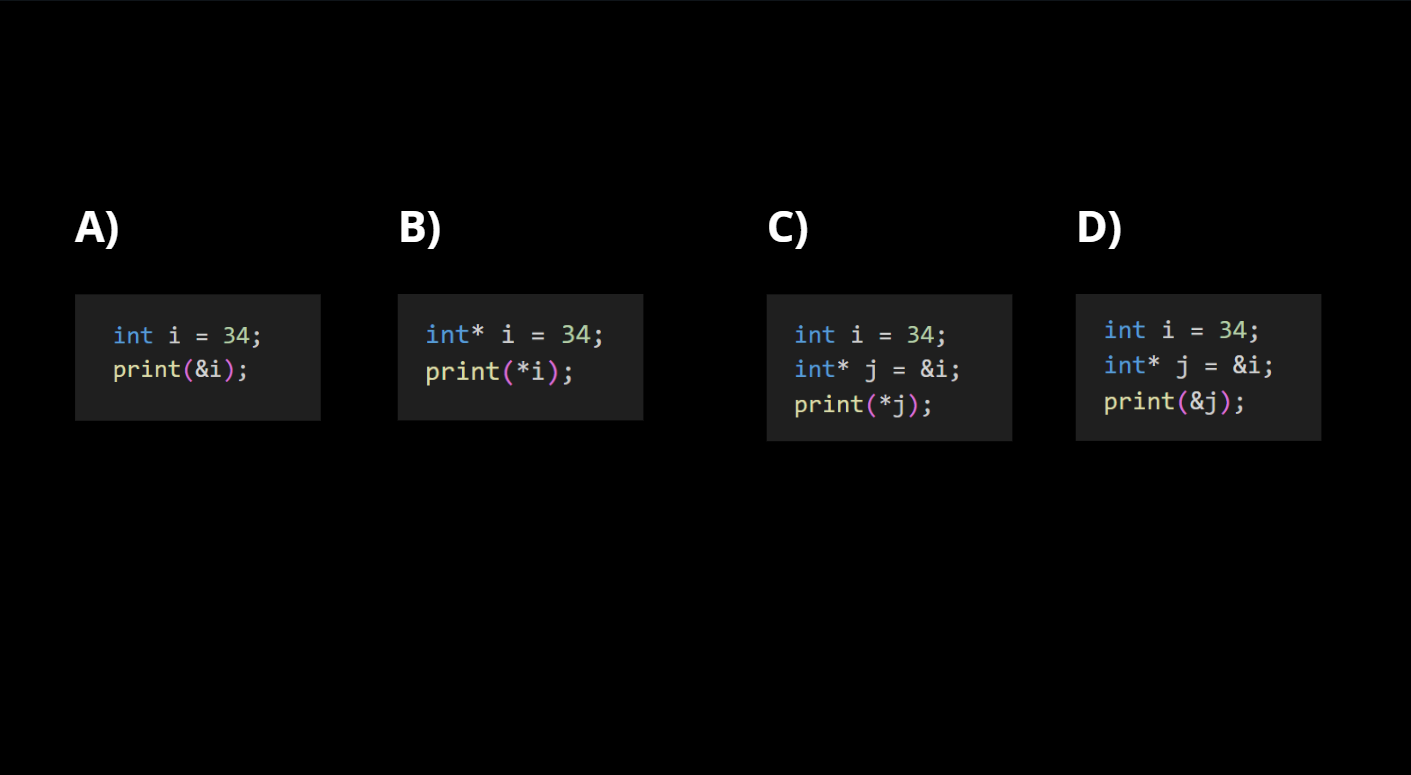 A)
int i = 34;
print(&i);
B)
int* i = 34;
print(*i);
C)
int i = 34;
int* j = &i;
print(*j);
D)
int i = 34;
int* j = &i;
print(&j);